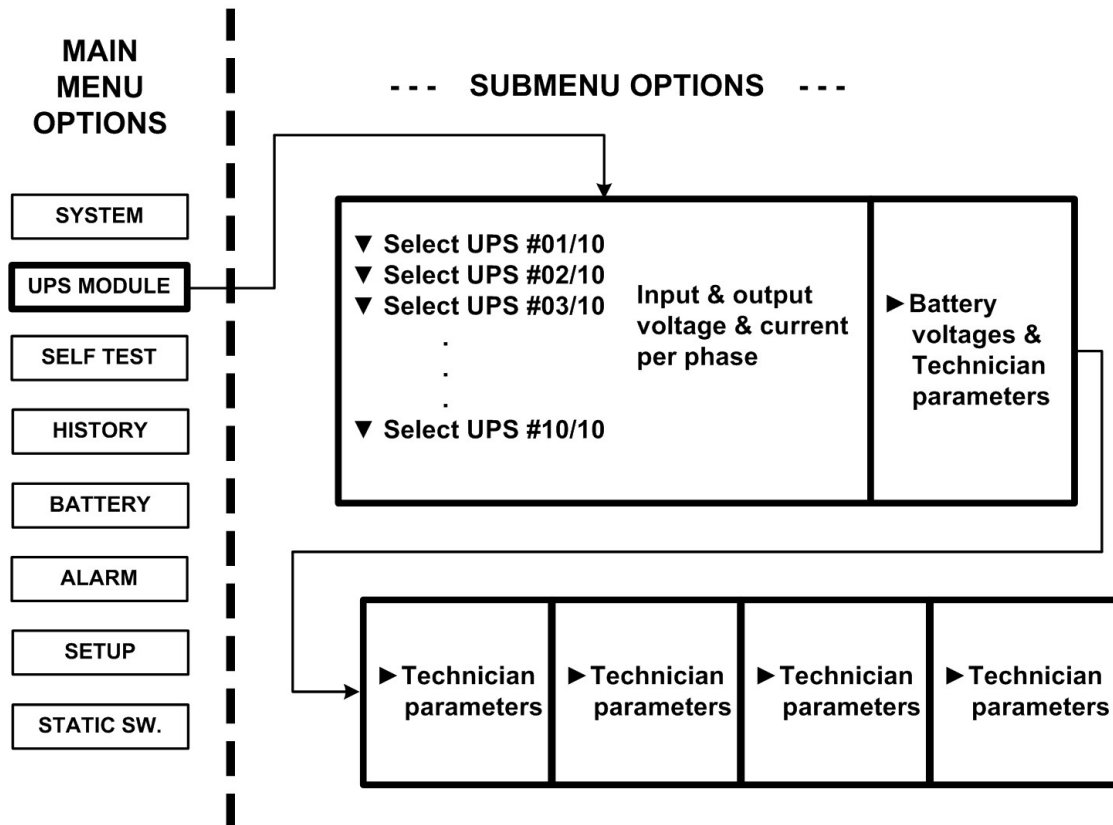 MAIN
MENU
OPTIONS
- - - SUBMENU OPTIONS - - -
SYSTEM
UPS MODULE
SELF TEST
HISTORY
BATTERY
ALARM
SETUP
STATIC SW.
▼ Select UPS #01/10
▼ Select UPS #02/10
▼ Select UPS #03/10
.
.
.
▼ Select UPS #10/10
Input & output
voltage & current
per phase
► Battery
voltages &
Technician
parameters
► Technician
parameters
► Technician
parameters
► Technician
parameters
► Technician
parameters